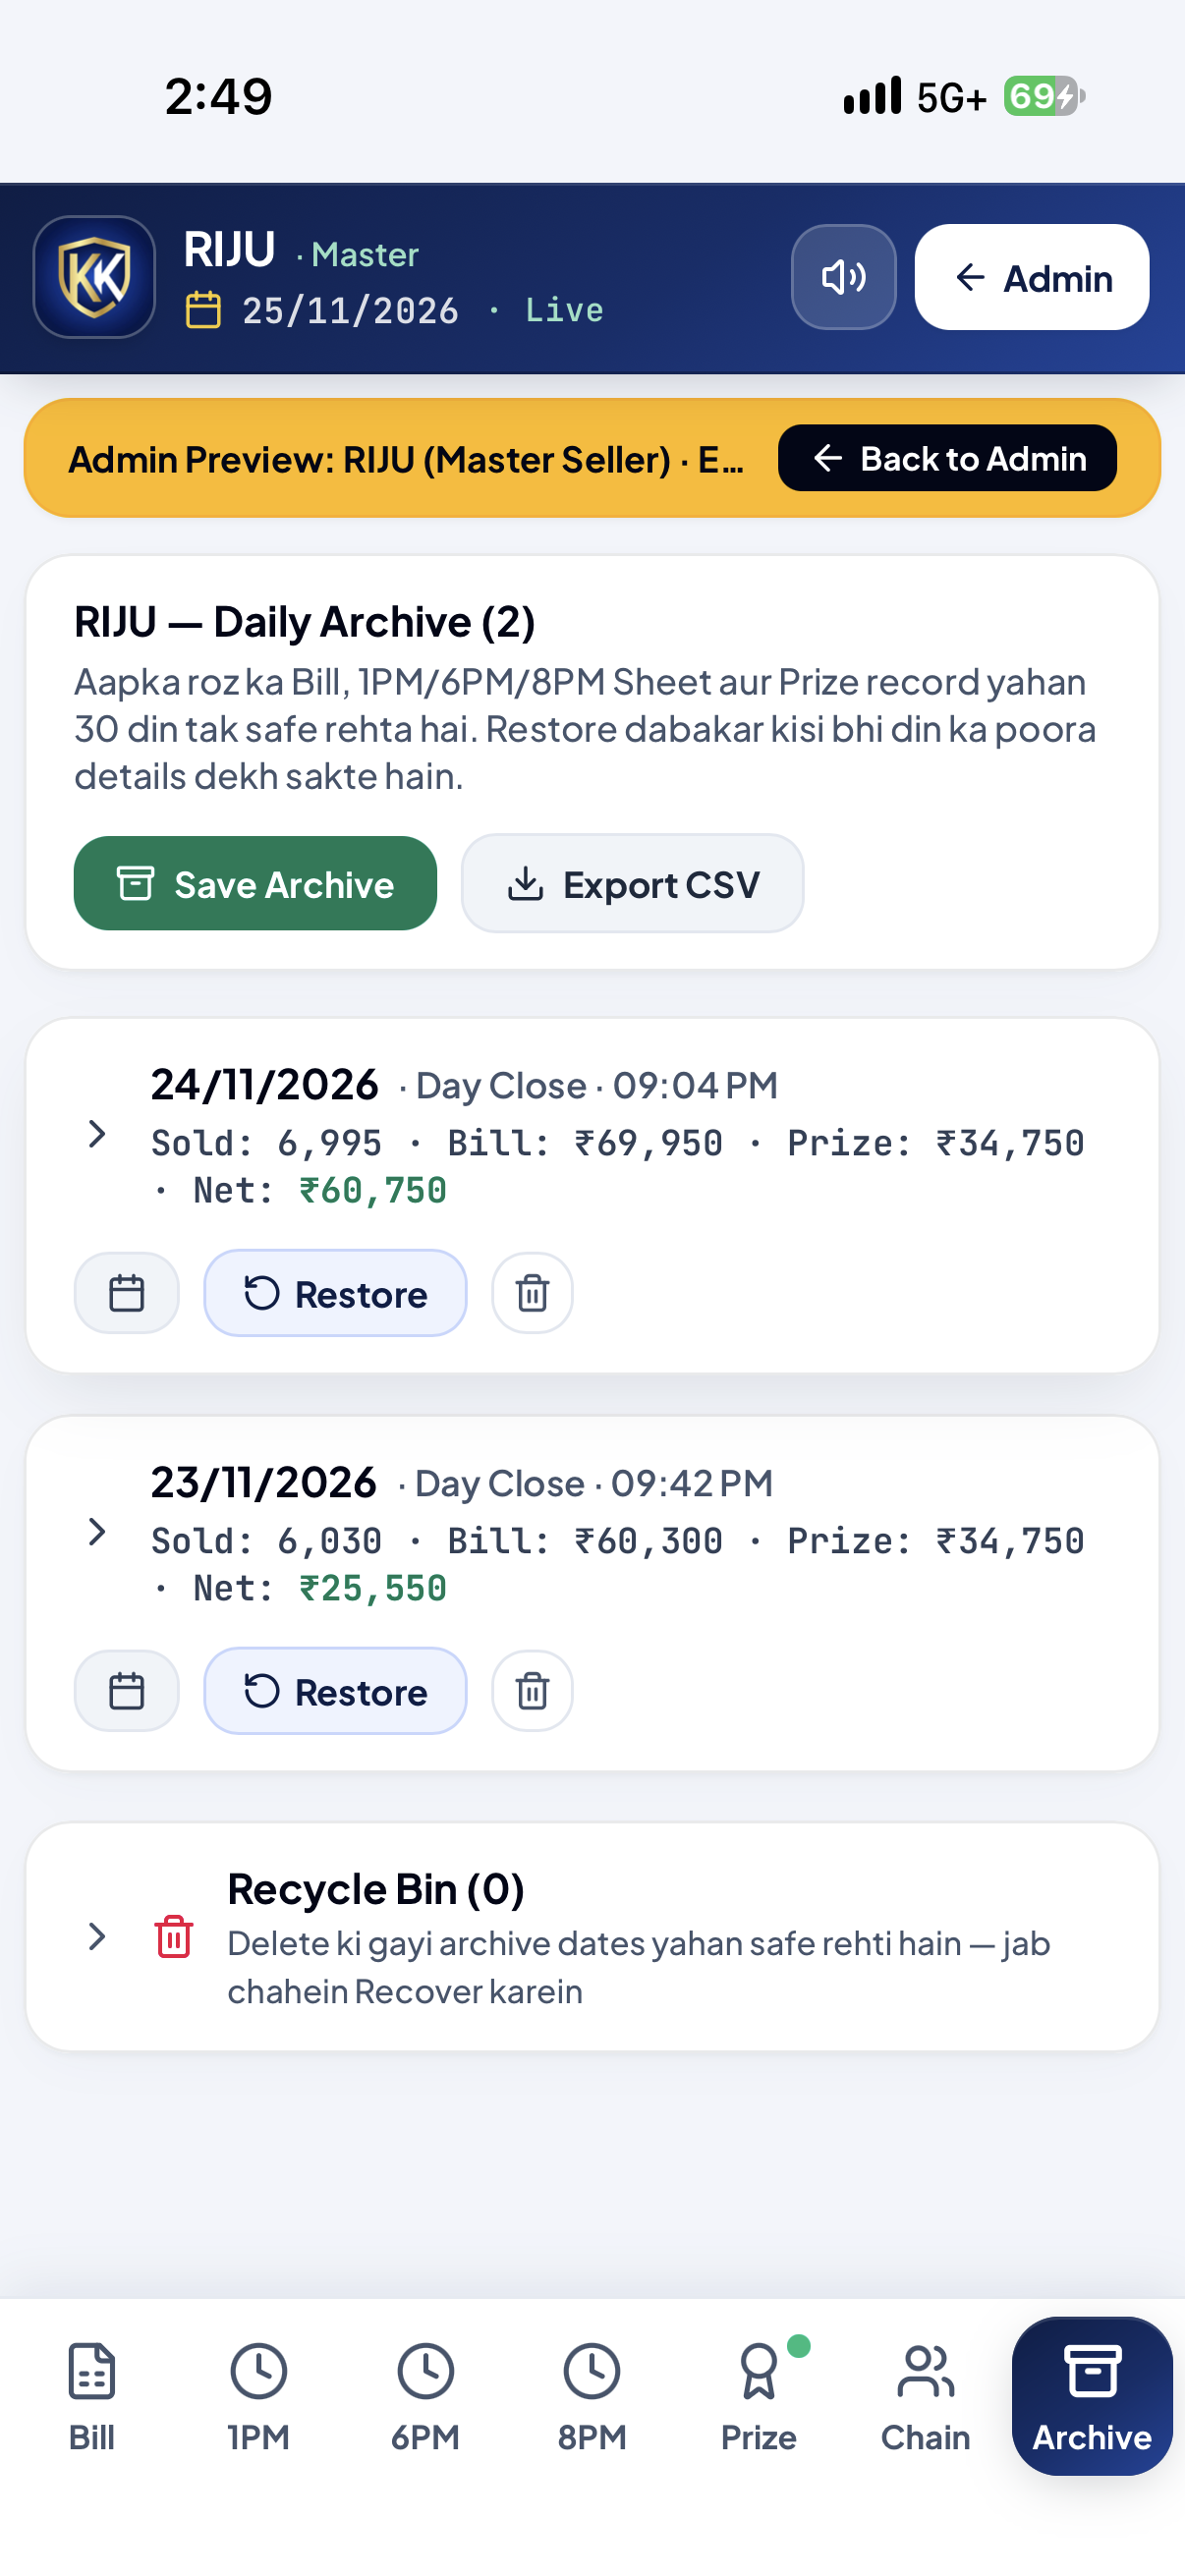 2:49
5G+
69
KK
RIJU · Master
25/11/2026 · Live
← Admin
Admin Preview: RIJU (Master Seller) · E...
← Back to Admin
RIJU — Daily Archive (2)
Aapka roz ka Bill, 1PM/6PM/8PM Sheet aur Prize record yahan
30 din tak safe rehta hai. Restore dabakar kisi bhi din ka poora
details dekh sakte hain.
Save Archive
Export CSV
24/11/2026 · Day Close · 09:04 PM
Sold: 6,995 · Bill: ₹69,950 · Prize: ₹34,750
· Net: ₹60,750
Restore
23/11/2026 · Day Close · 09:42 PM
Sold: 6,030 · Bill: ₹60,300 · Prize: ₹34,750
· Net: ₹25,550
Restore
Recycle Bin (0)
Delete ki gayi archive dates yahan safe rehti hain — jab
chahein Recover karein
Bill
1PM
6PM
8PM
Prize
Chain
Archive